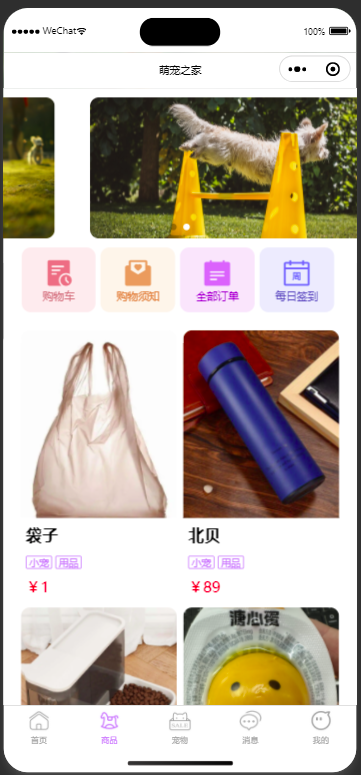 WeChat 100%
萌宠之家
购物车 购物须知 全部订单 周 每日签到
袋子 北贝
小宠 用品 小宠 用品
￥1 ￥89
溏心蛋
首页 商品 SALE 宠物 消息 我的